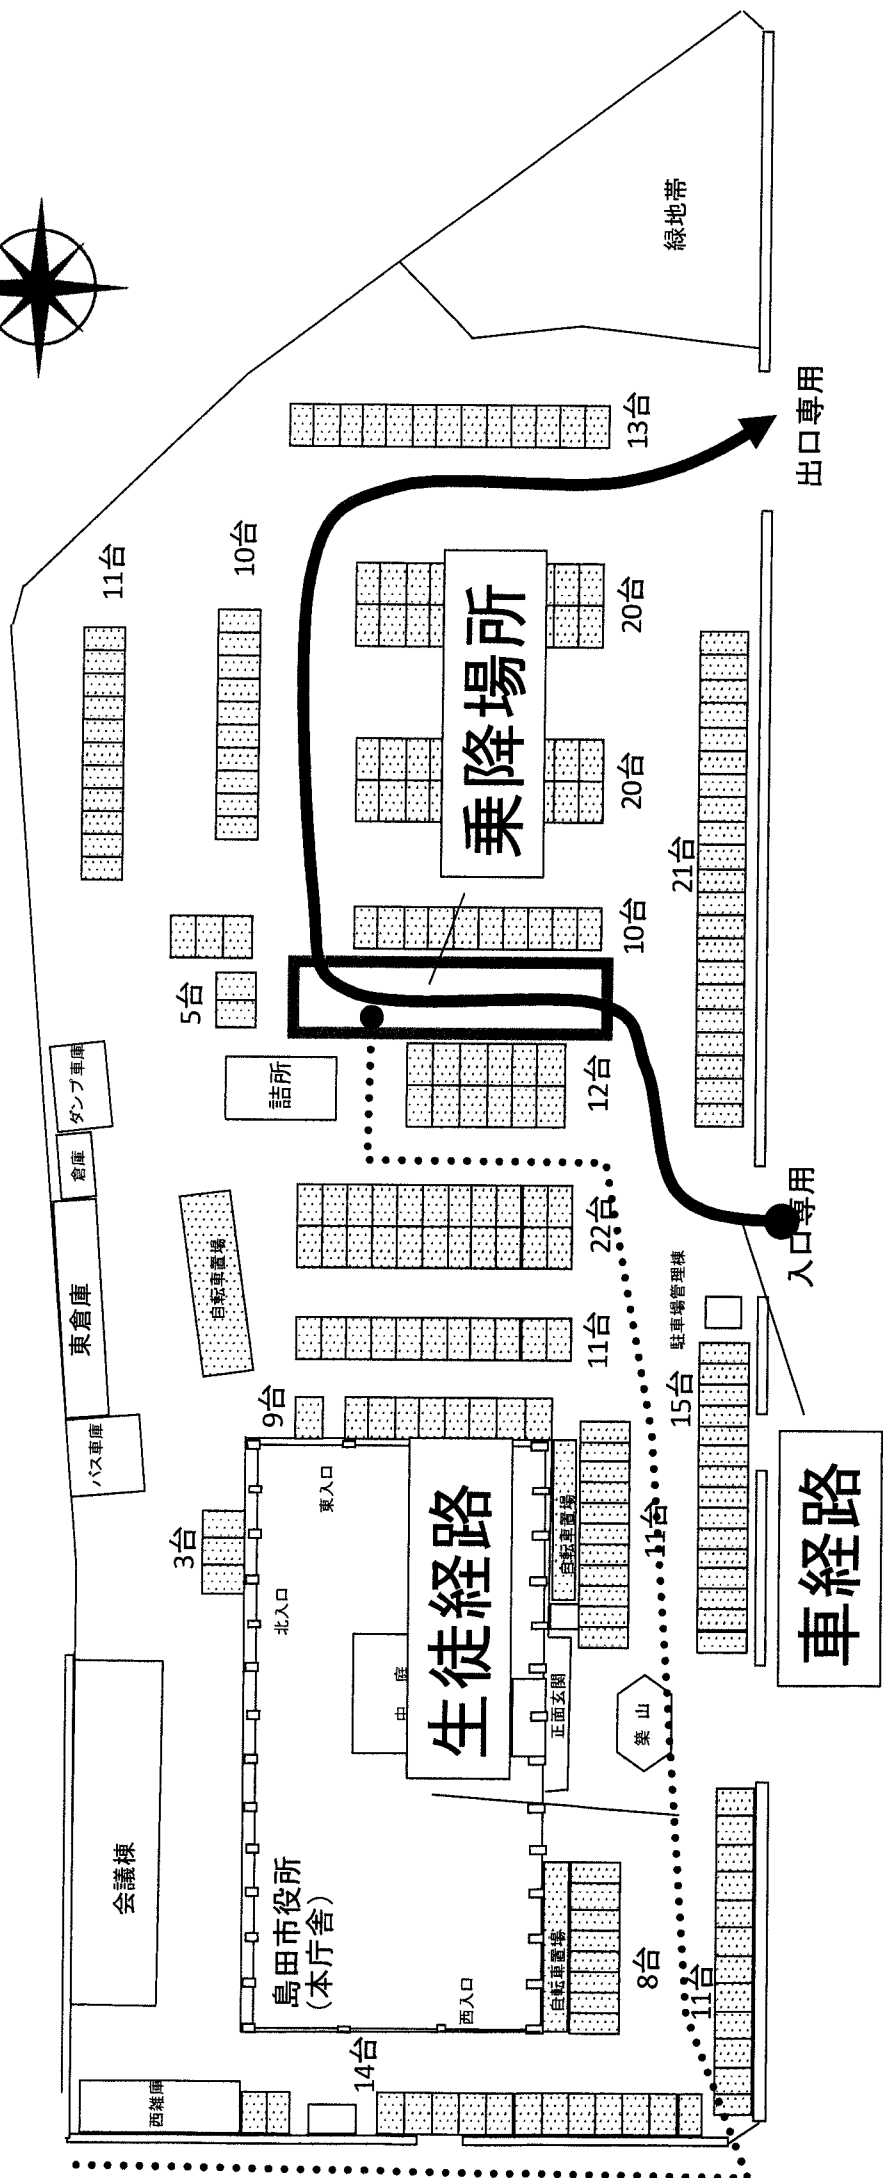 緑地帯
出口専用
13台
11台
10台
20台
乗降場所
20台
21台
10台
5台
ダンプ車庫
倉庫
詰所
12台
入口専用
東倉庫
自転車置場
22台
駐車場管理棟
11台
15台
バス車庫
9台
東入口
3台
北入口
生徒経路
自転車置場
11台
車経路
中庭
正面玄関
築山
会議棟
島田市役所
(本庁舎)
西入口
自転車置場
8台
11台
14台
西雑庫